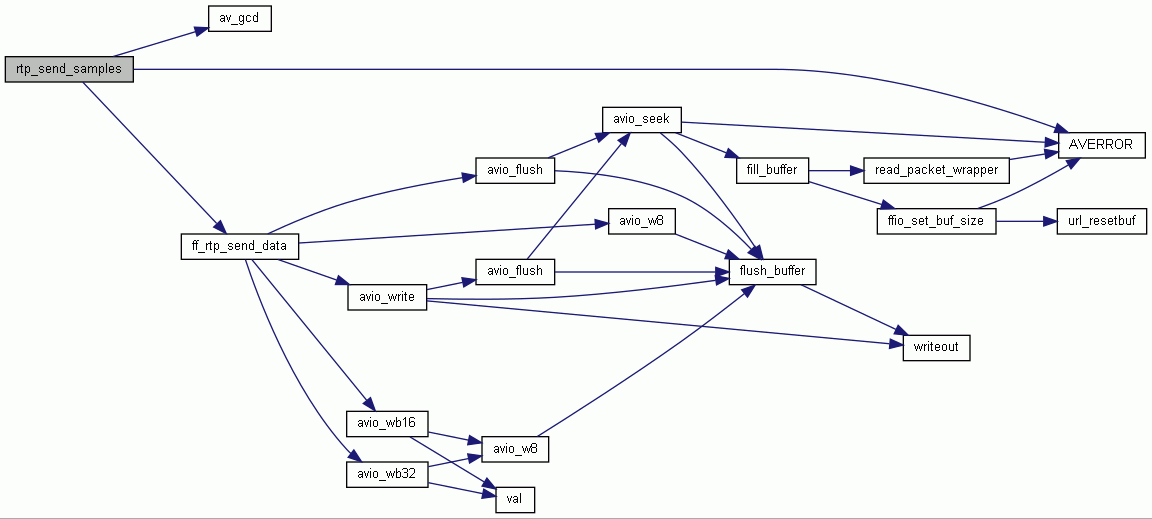 av_gcd
rtp_send_samples
avio_seek
AVERROR
avio_flush
fill_buffer
read_packet_wrapper
avio_w8
ffio_set_buf_size
url_resetbuf
ff_rtp_send_data
avio_flush
flush_buffer
avio_write
writeout
avio_wb16
avio_w8
avio_wb32
val